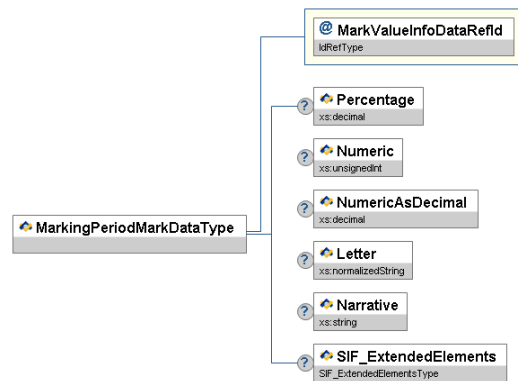 @ MarkValueInfoDataRefId
IdRefType
? Percentage
xs:decimal
? Numeric
xs:unsignedInt
? NumericAsDecimal
xs:decimal
MarkingPeriodMarkDataType
? Letter
xs:normalizedString
? Narrative
xs:string
? SIF_ExtendedElements
SIF_ExtendedElementsType